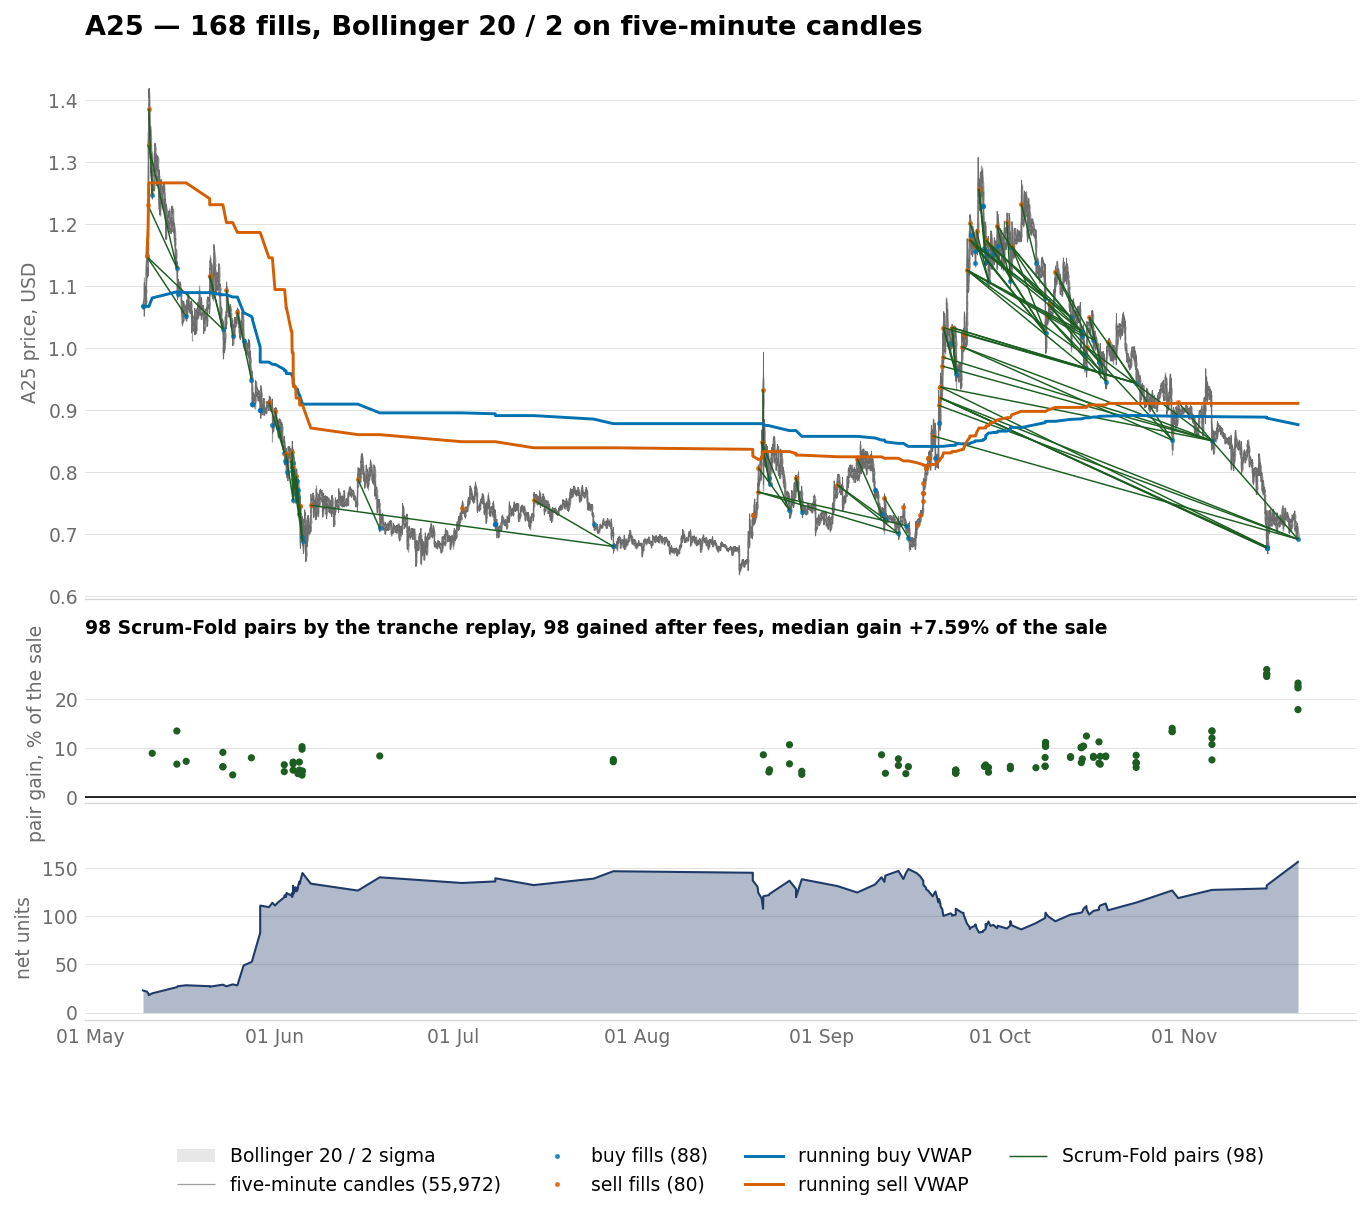 A25 — 168 fills, Bollinger 20 / 2 on five-minute candles
A25 price, USD
1.4
1.3
1.2
1.1
1.0
0.9
0.8
0.7
0.6
98 Scrum-Fold pairs by the tranche replay, 98 gained after fees, median gain +7.59% of the sale
pair gain, % of the sale
20
10
0
net units
150
100
50
0
01 May
01 Jun
01 Jul
01 Aug
01 Sep
01 Oct
01 Nov
Bollinger 20 / 2 sigma
five-minute candles (55,972)
buy fills (88)
sell fills (80)
running buy VWAP
running sell VWAP
Scrum-Fold pairs (98)